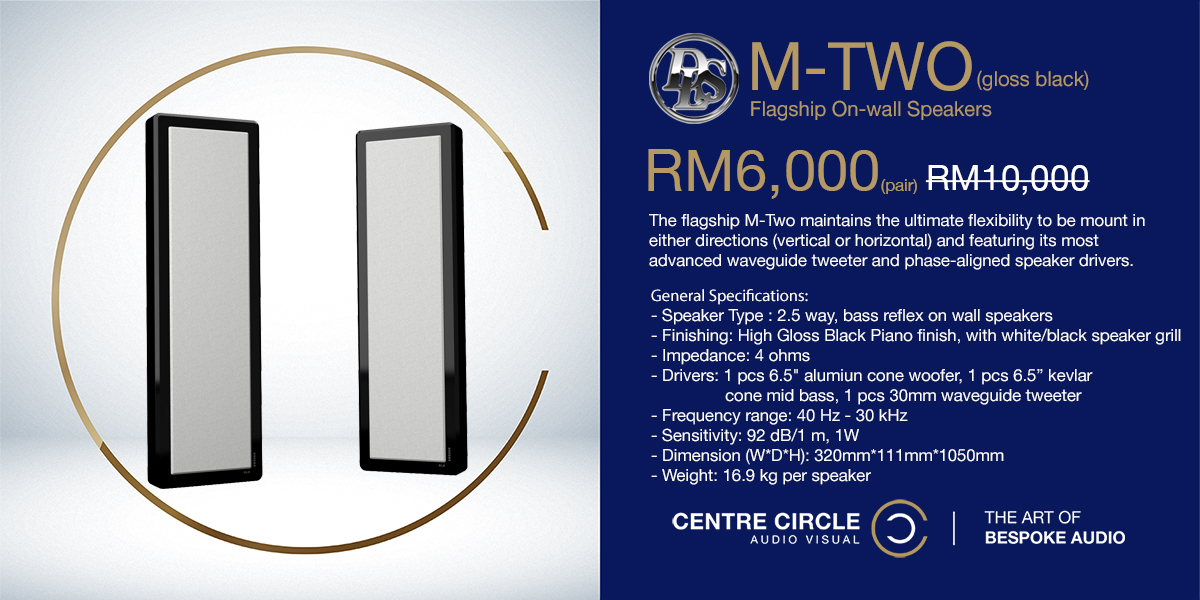 PLS
M-TWO (gloss black)
Flagship On-wall Speakers
RM6,000 (pair) RM10,000
The flagship M-Two maintains the ultimate flexibility to be mount in
either directions (vertical or horizontal) and featuring its most
advanced waveguide tweeter and phase-aligned speaker drivers.
General Specifications:
- Speaker Type : 2.5 way, bass reflex on wall speakers
- Finishing: High Gloss Black Piano finish, with white/black speaker grill
- Impedance: 4 ohms
- Drivers: 1 pcs 6.5" alumiun cone woofer, 1 pcs 6.5” kevlar
cone mid bass, 1 pcs 30mm waveguide tweeter
- Frequency range: 40 Hz - 30 kHz
- Sensitivity: 92 dB/1 m, 1W
- Dimension (W*D*H): 320mm*111mm*1050mm
- Weight: 16.9 kg per speaker
CENTRE CIRCLE
AUDIO VISUAL
THE ART OF
BESPOKE AUDIO